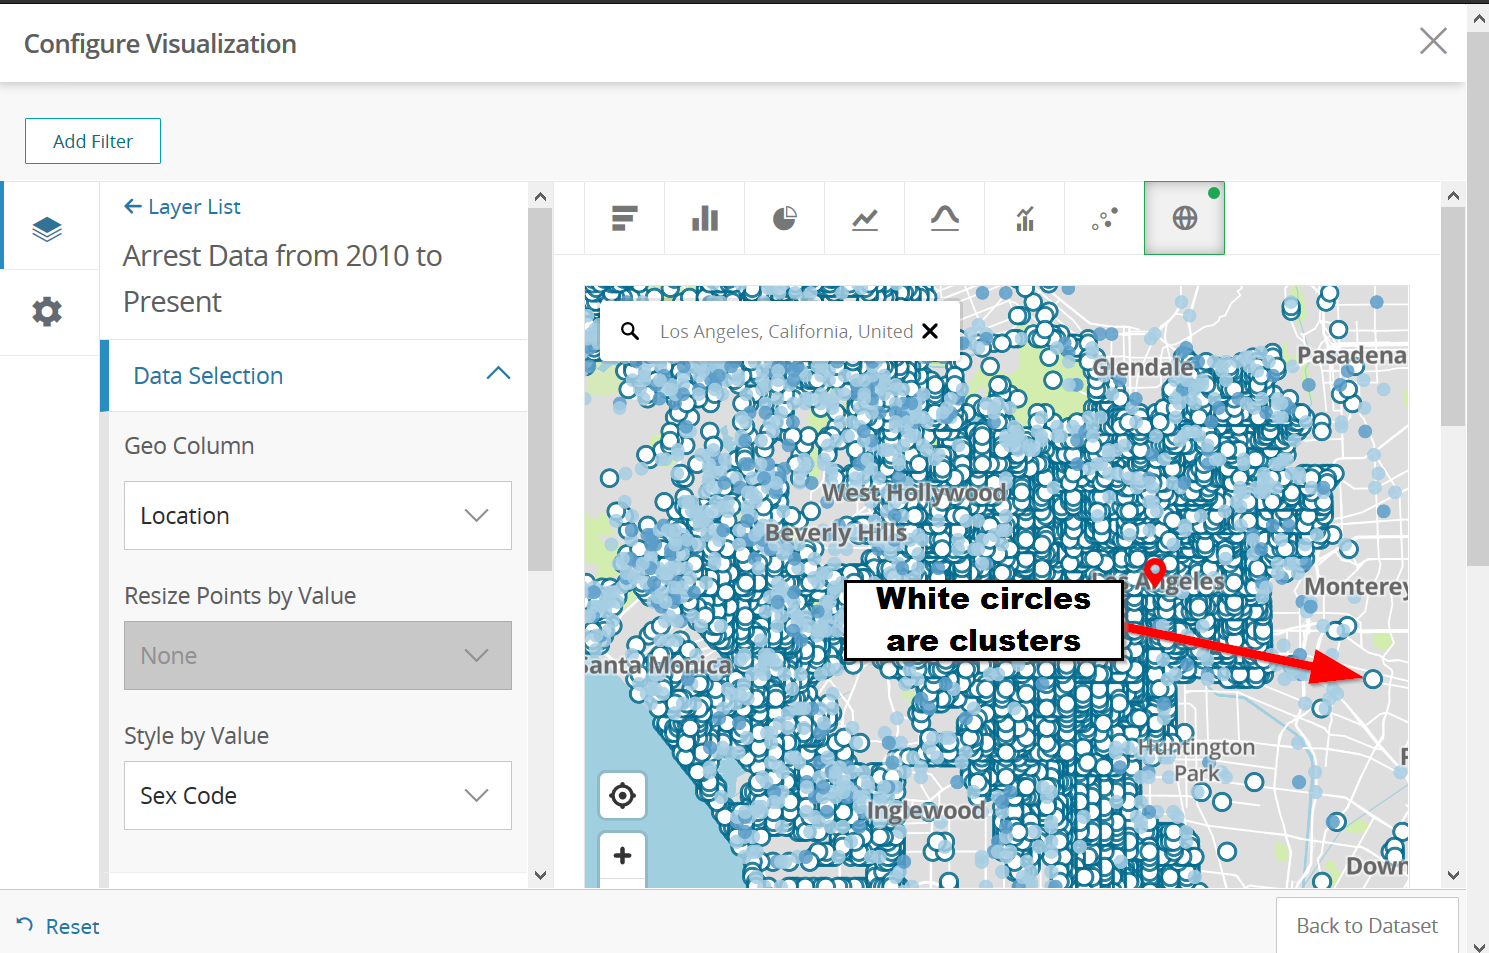 Configure Visualization
Add Filter
Layer List
Arrest Data from 2010 to
Present
Data Selection
Geo Column
Location
Resize Points by Value
None
Style by Value
Sex Code
Los Angeles, California, United
Glendale
Pasadena
West Hollywood
Beverly Hills
Los Angeles
Monterey
White circles
are clusters
Santa Monica
Huntington
Park
Inglewood
Down
Reset
Back to Dataset